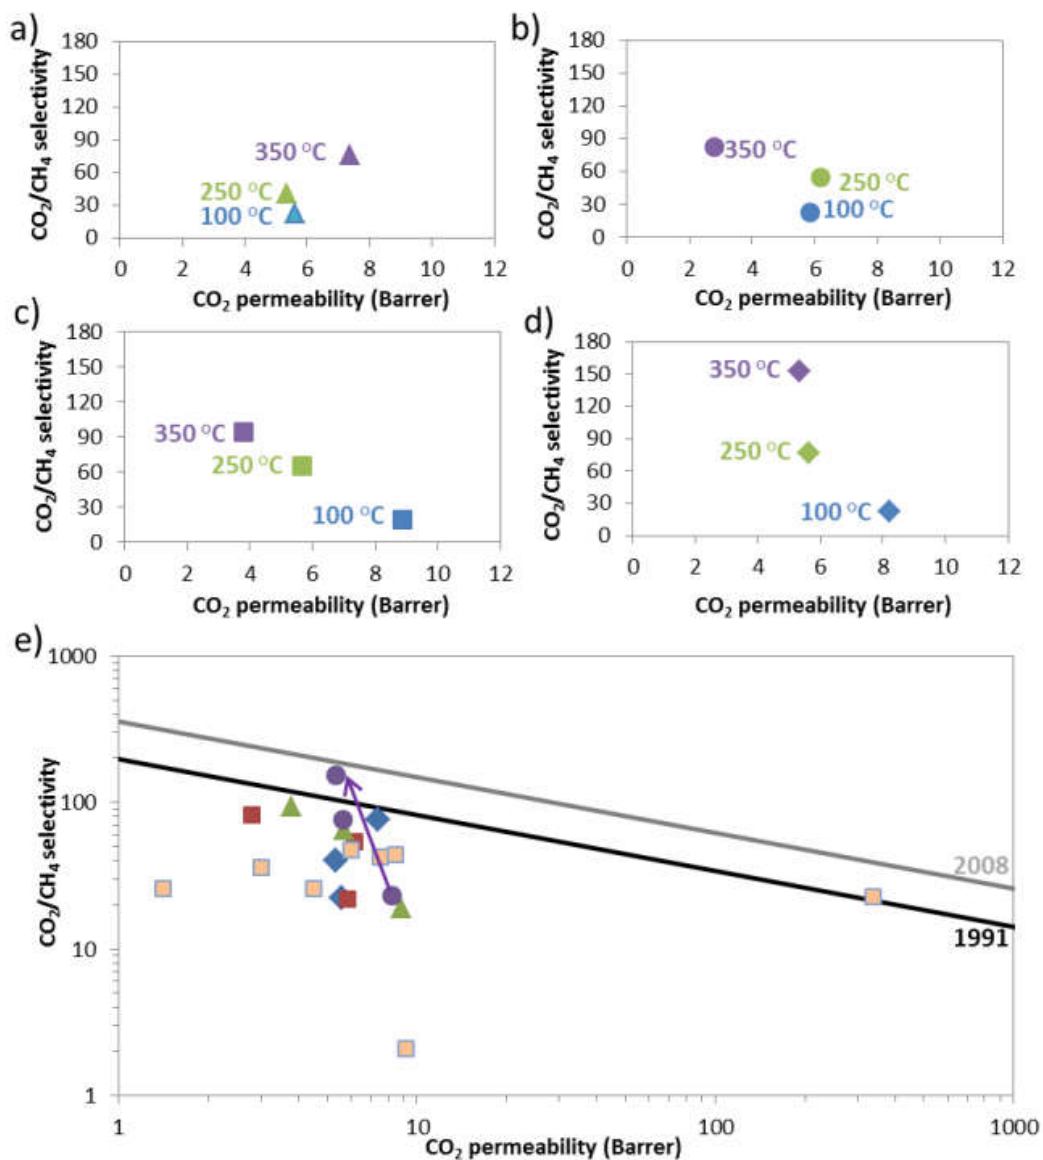 a)
CO₂/CH₄ selectivity
180
150
120
90
60
30
0
350 °C
250 °C
100 °C
0 2 4 6 8 10 12
CO₂ permeability (Barrer)
b)
CO₂/CH₄ selectivity
180
150
120
90
60
30
0
350 °C
250 °C
100 °C
0 2 4 6 8 10 12
CO₂ permeability (Barrer)
c)
CO₂/CH₄ selectivity
180
150
120
90
60
30
0
350 °C
250 °C
100 °C
0 2 4 6 8 10 12
CO₂ permeability (Barrer)
d)
CO₂/CH₄ selectivity
180
150
120
90
60
30
0
350 °C
250 °C
100 °C
0 2 4 6 8 10 12
CO₂ permeability (Barrer)
e)
CO₂/CH₄ selectivity
1000
100
10
1
2008
1991
1 10 100 1000
CO₂ permeability (Barrer)